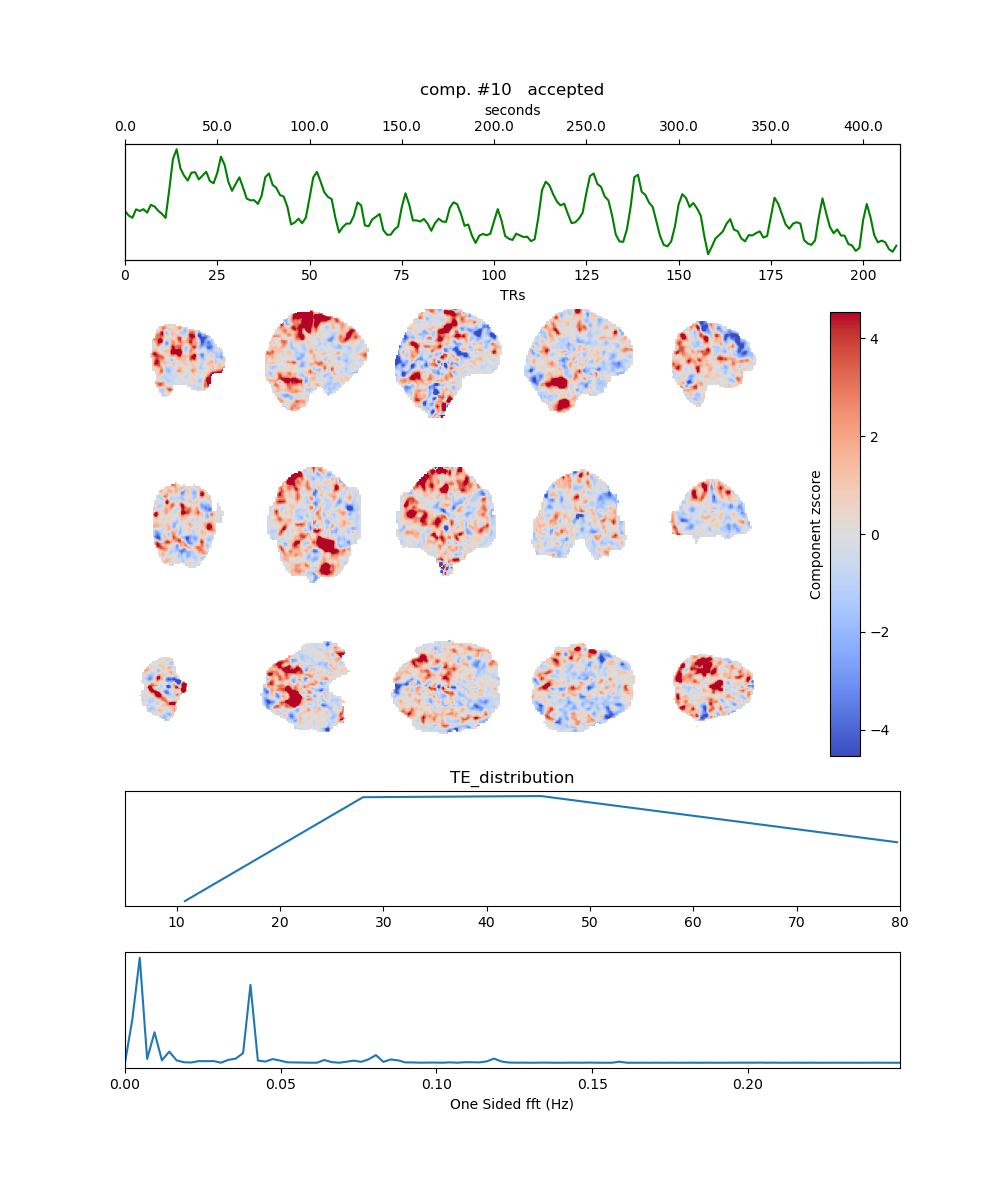 comp. #10   accepted
seconds
0.0 50.0 100.0 150.0 200.0 250.0 300.0 350.0 400.0
0 25 50 75 100 125 150 175 200
TRs
4
2
0
−2
−4
Component zscore
TE_distribution
10 20 30 40 50 60 70 80
0.00 0.05 0.10 0.15 0.20
One Sided fft (Hz)